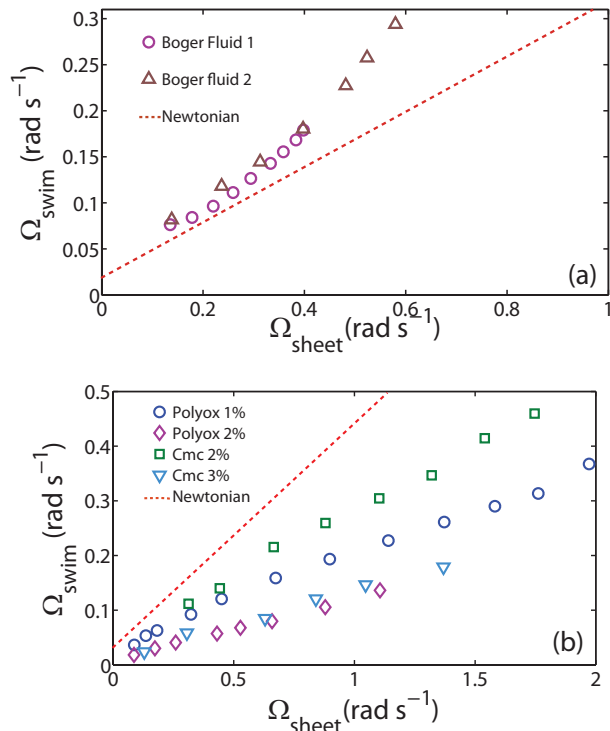 0.3
0.25
0.2
0.15
0.1
0.05
0
Ωswim (rad s⁻¹)
Boger Fluid 1
Boger fluid 2
Newtonian
(a)
0 0.2 0.4 0.6 0.8 1
Ωsheet(rad s⁻¹)
0.5
0.4
0.3
0.2
0.1
0
Ωswim (rad s⁻¹)
Polyox 1%
Polyox 2%
Cmc 2%
Cmc 3%
Newtonian
(b)
0 0.5 1 1.5 2
Ωsheet(rad s⁻¹)